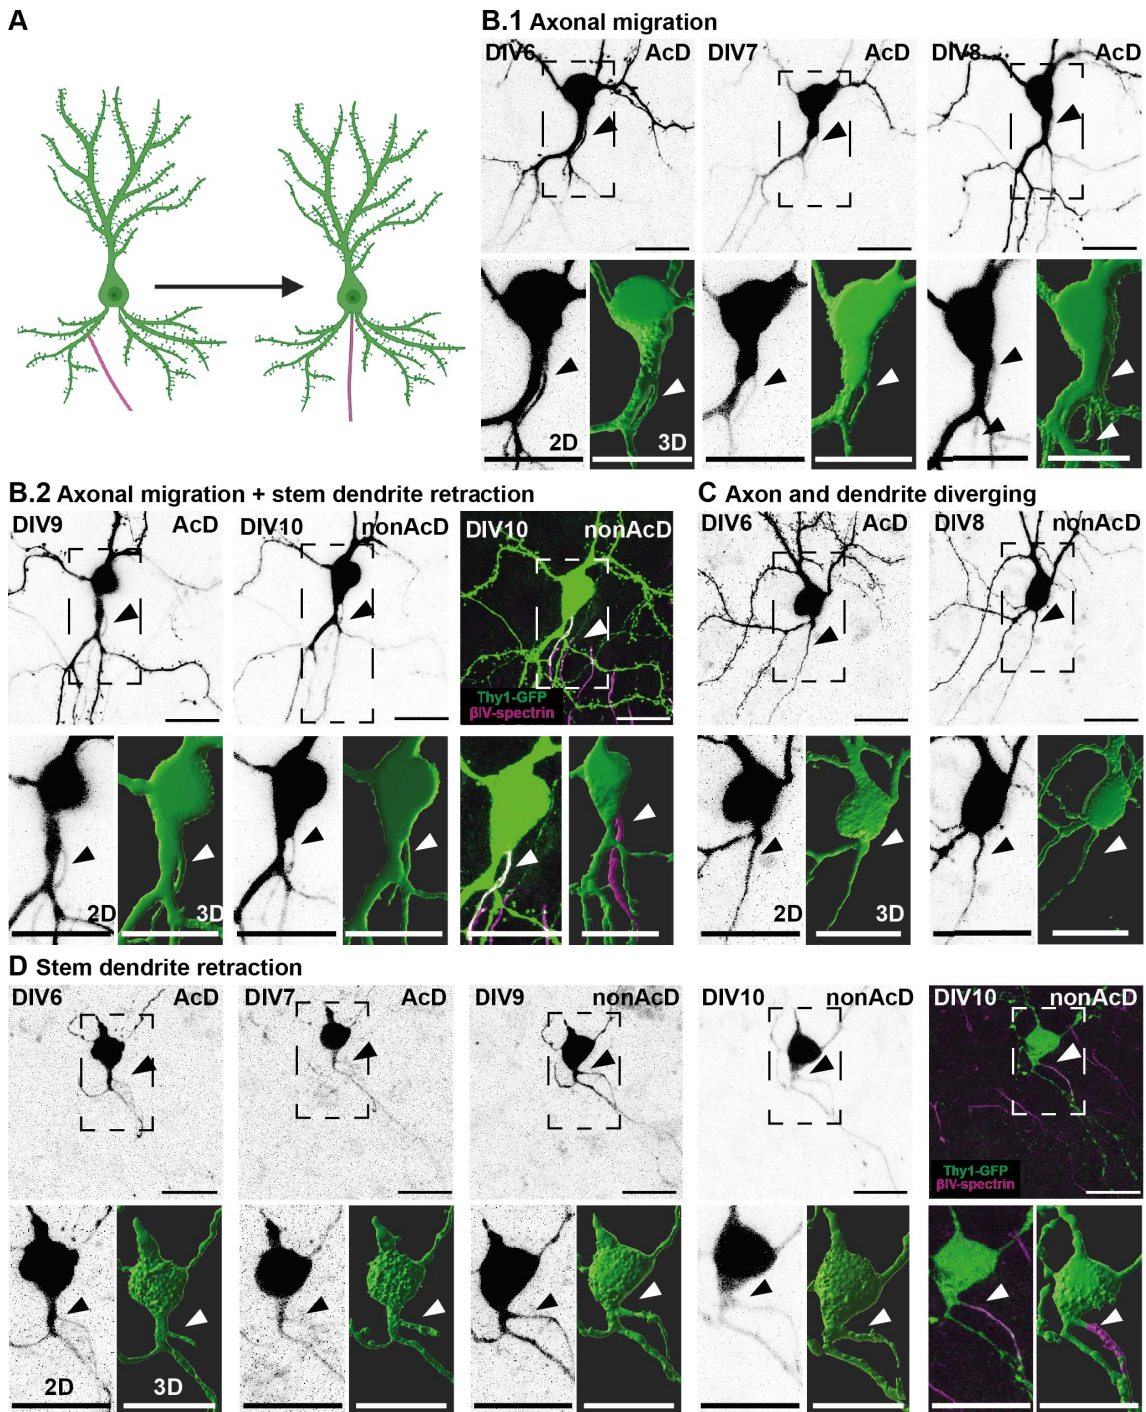 A
B.1 Axonal migration
DIV6 AcD
DIV7 AcD
DIV8 AcD
2D
3D
B.2 Axonal migration + stem dendrite retraction
DIV9 AcD
DIV10 nonAcD
DIV10 nonAcD
Thy1-GFP
βIV-spectrin
2D
3D
C Axon and dendrite diverging
DIV6 AcD
DIV8 nonAcD
2D
3D
D Stem dendrite retraction
DIV6 AcD
DIV7 AcD
DIV9 nonAcD
DIV10 nonAcD
DIV10 nonAcD
Thy1-GFP
βIV-spectrin
2D
3D